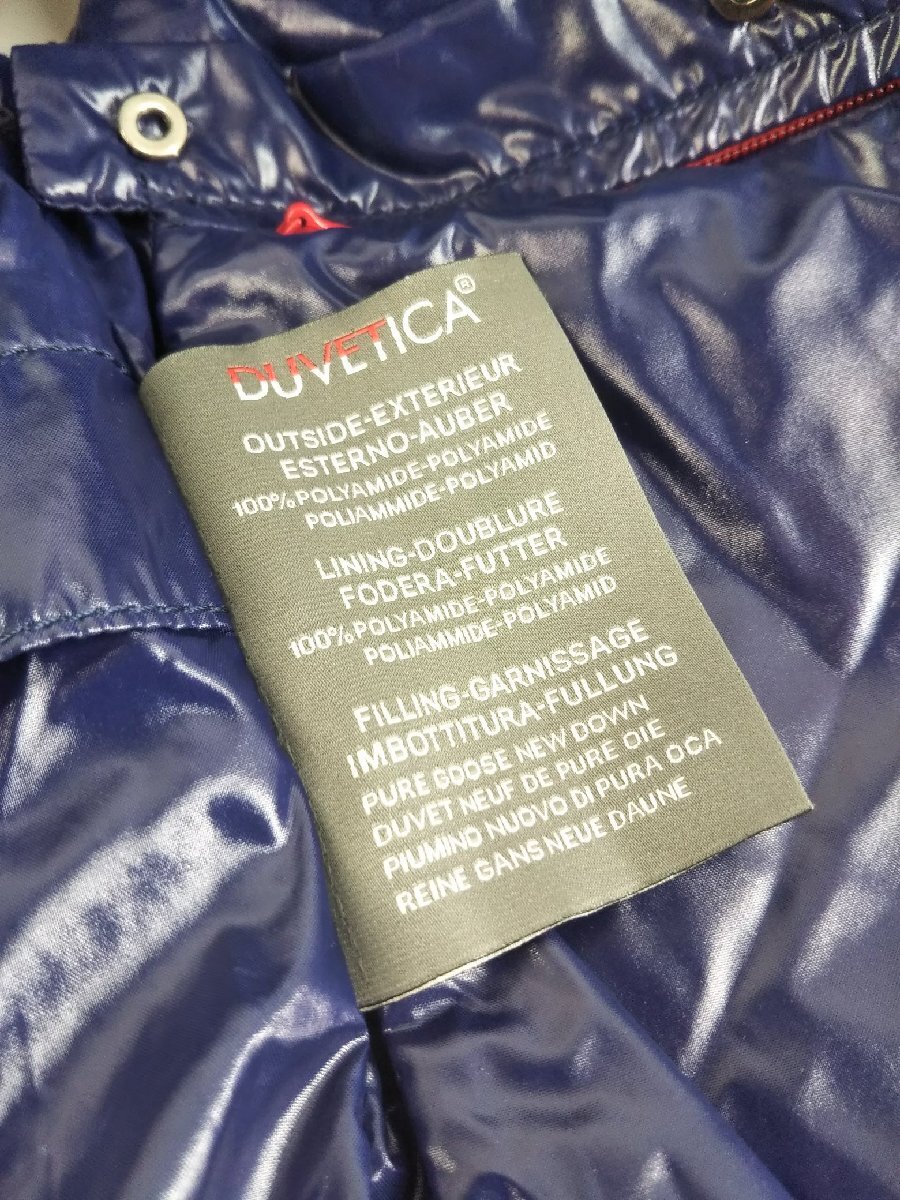 DUVETICA®
OUTSIDE-EXTERIEUR
ESTERNO-AUBER
100% POLYAMIDE-POLYAMIDE
POLIAMMIDE-POLYAMID
LINING-DOUBLURE
FODERA-FUTTER
100% POLYAMIDE-POLYAMIDE
POLIAMMIDE-POLYAMID
FILLING-GARNISSAGE
IMBOTTITURA-FULLUNG
PURE GOOSE NEW DOWN
DUVET NEUF DE PURE OIE
PIUMINO NUOVO DI PURA OCA
REINE GANS NEUE DAUNE